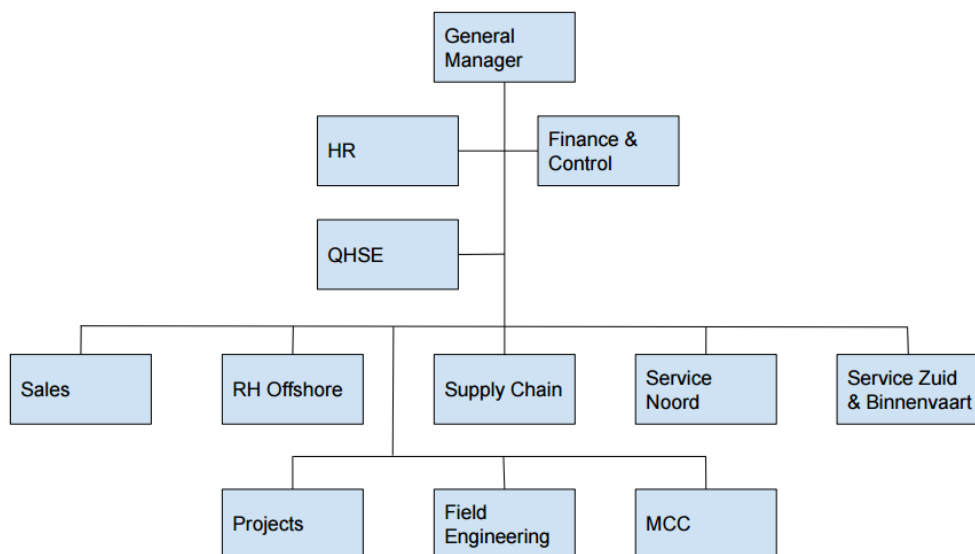 General
Manager
HR
Finance &
Control
QHSE
Sales
RH Offshore
Supply Chain
Service
Noord
Service Zuid
& Binnenvaart
Projects
Field
Engineering
MCC